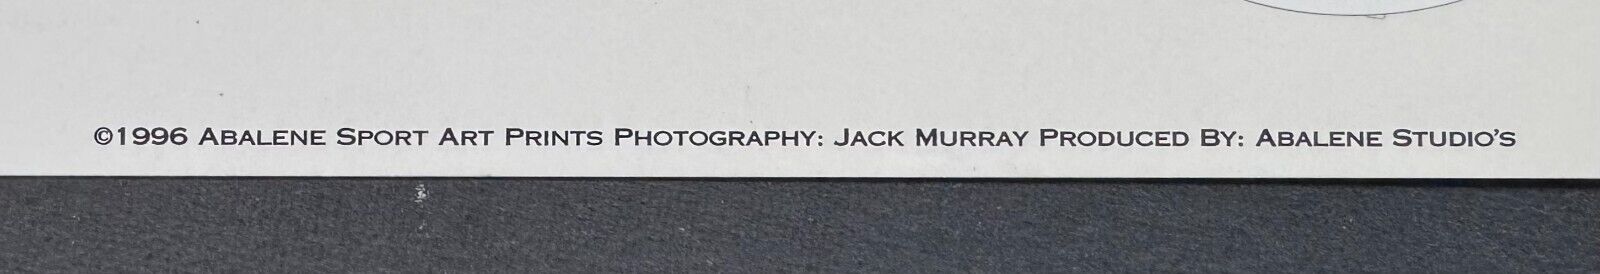 ©1996 Abalene Sport Art Prints Photography: Jack Murray Produced By: Abalene Studio's